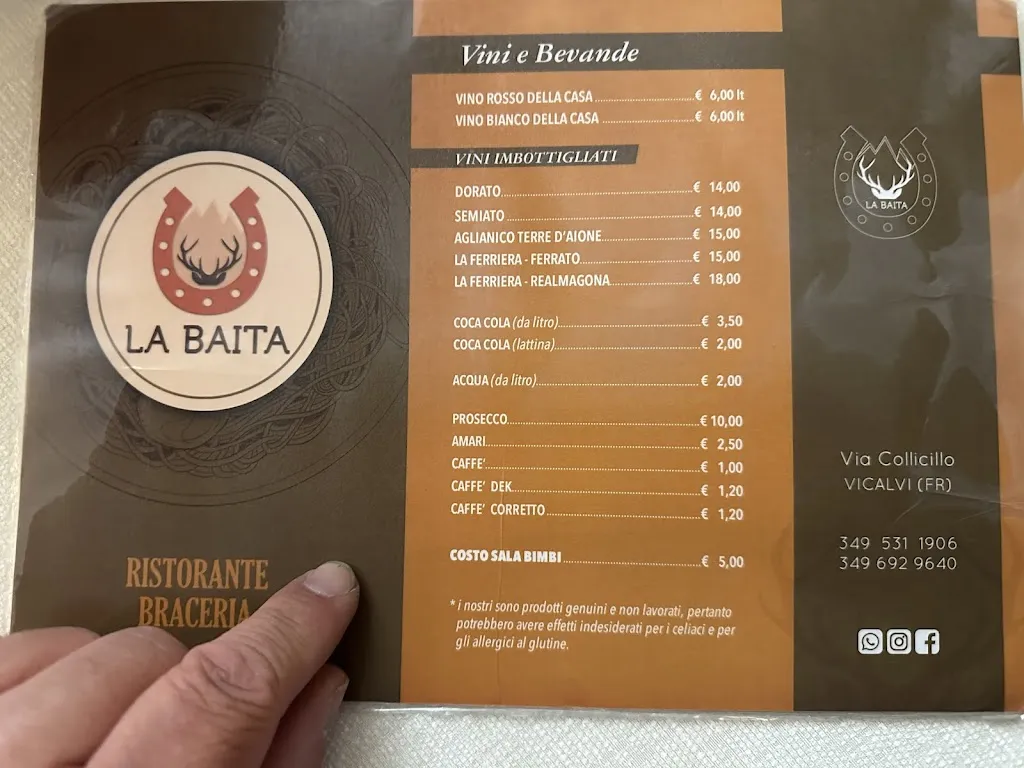 LA BAITA
RISTORANTE
BRACERIA
Vini e Bevande
VINO ROSSO DELLA CASA € 6,00 lt
VINO BIANCO DELLA CASA € 6,00 lt
VINI IMBOTTIGLIATI
DORATO € 14,00
SEMIATO € 14,00
AGLIANICO TERRE D'AIONE € 15,00
LA FERRIERA - FERRATO € 15,00
LA FERRIERA - REALMAGONA € 18,00
COCA COLA (da litro) € 3,50
COCA COLA (lattina) € 2,00
ACQUA (da litro) € 2,00
PROSECCO € 10,00
AMARI € 2,50
CAFFE' € 1,00
CAFFE' DEK € 1,20
CAFFE' CORRETTO € 1,20
COSTO SALA BIMBI € 5,00
* i nostri sono prodotti genuini e non lavorati, pertanto
potrebbero avere effetti indesiderati per i celiaci e per
gli allergici al glutine.
LA BAITA
Via Collicillo
VICALVI (FR)
349 531 1906
349 692 9640